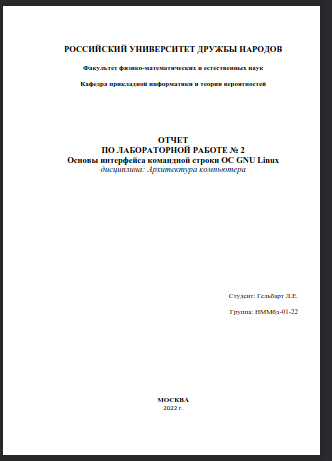 РОССИЙСКИЙ УНИВЕРСИТЕТ ДРУЖБЫ НАРОДОВ
Факультет физико-математических и естественных наук
Кафедра прикладной информатики и теории вероятностей
ОТЧЕТ
ПО ЛАБОРАТОРНОЙ РАБОТЕ № 2
Основы интерфейса командной строки ОС GNU Linux
дисциплина: Архитектура компьютера
Студент: Гельбарт Л.Е.
Группа: НММбд-01-22
МОСКВА
2022 г.